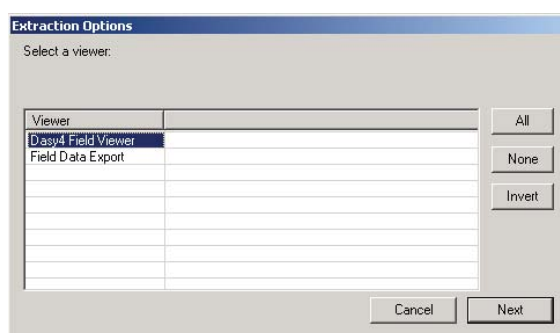 Extraction Options
Select a viewer:
Viewer
All
Dasy4 Field Viewer
Field Data Export
None
Invert
Cancel
Next